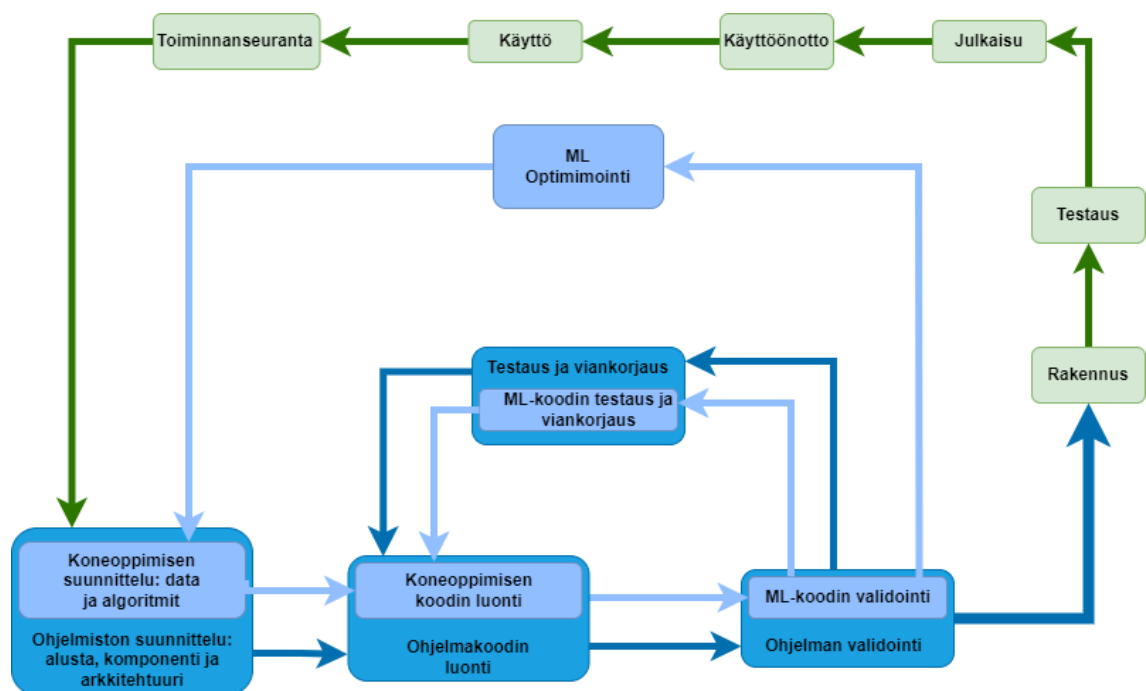 Toiminnanseuranta
Käyttö
Käyttöönotto
Julkaisu
ML
Optimimointi
Testaus
Rakennus
Testaus ja viankorjaus
ML-koodin testaus ja
viankorjaus
Koneoppimisen
suunnittelu: data
ja algoritmit
Ohjelmiston suunnittelu:
alusta, komponenti ja
arkkitehtuuri
Koneoppimisen
koodin luonti
Ohjelmakoodin
luonti
ML-koodin validointi
Ohjelman validointi